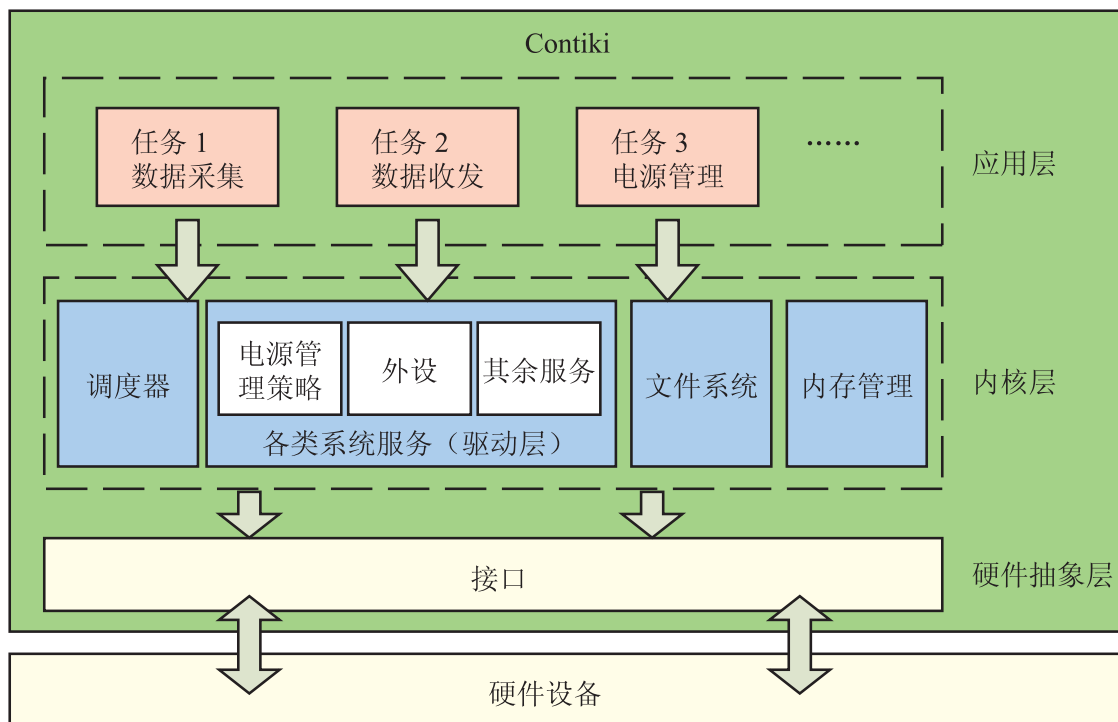 Contiki
任务 1
数据采集
任务 2
数据收发
任务 3
电源管理
……
应用层
调度器
电源管
理策略
外设
其余服务
各类系统服务（驱动层）
文件系统
内存管理
内核层
接口
硬件抽象层
硬件设备